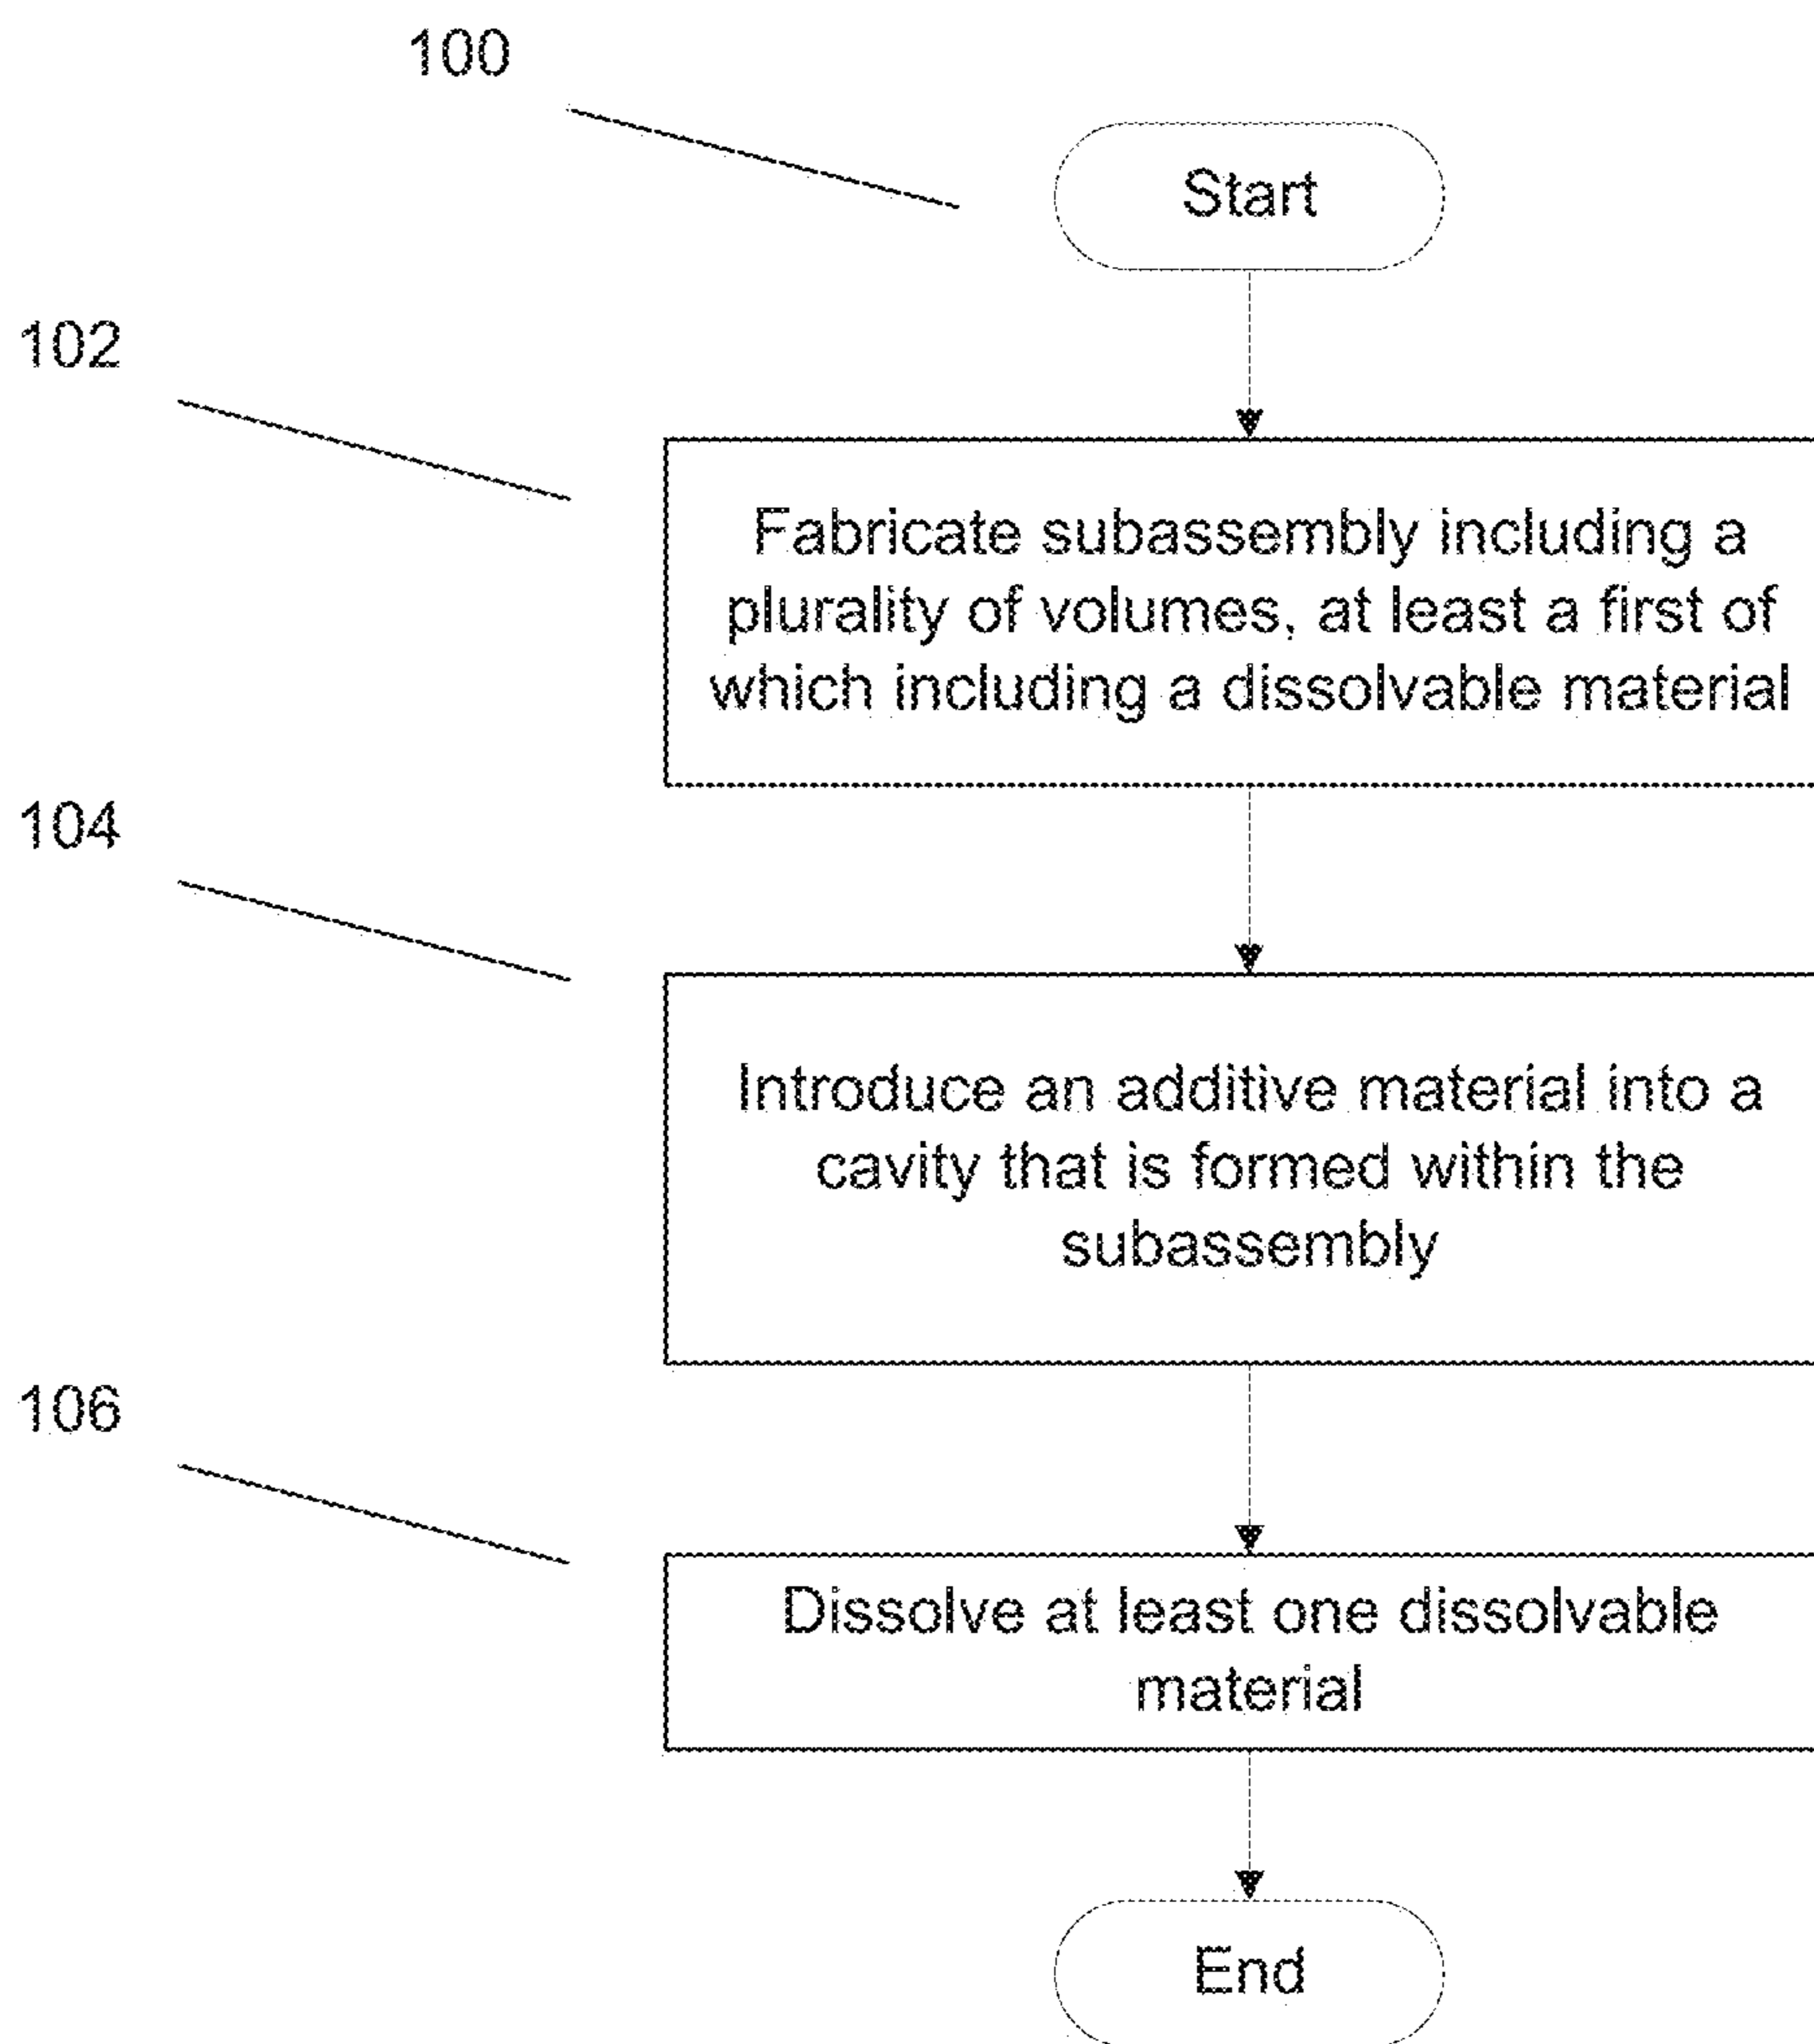 100
Start
102
Fabricate subassembly including a
plurality of volumes, at least a first of
which including a dissolvable material
104
Introduce an additive material into a
cavity that is formed within the
subassembly
106
Dissolve at least one dissolvable
material
End